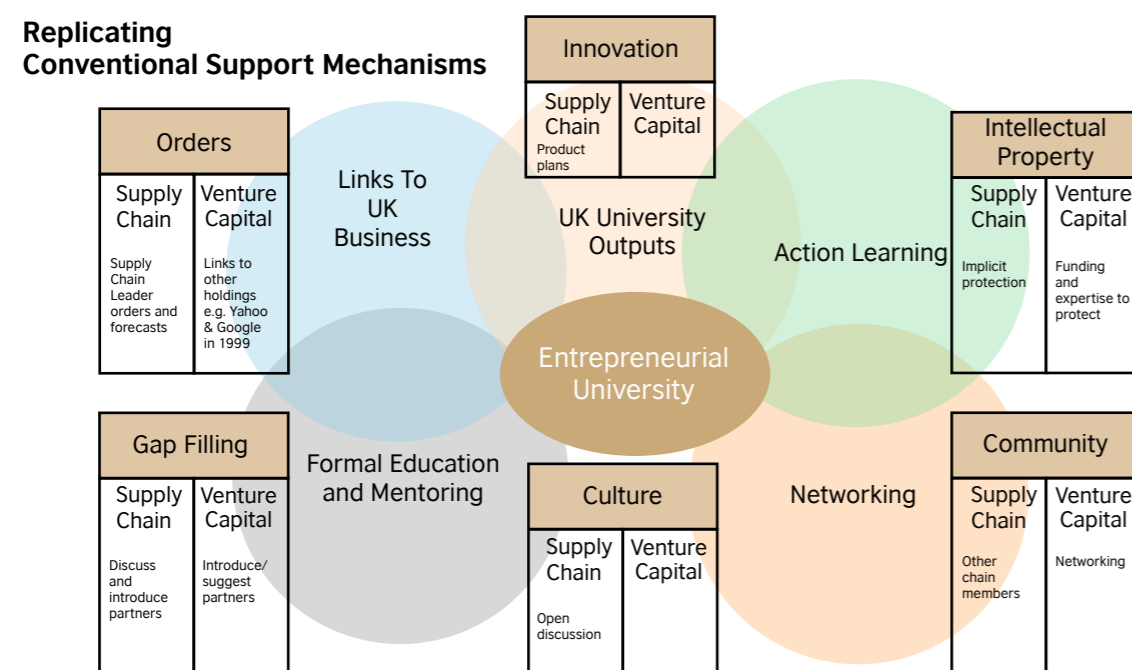 Replicating
Conventional Support Mechanisms
Innovation
Supply
Chain
Product
plans
Venture
Capital
Orders
Supply
Chain
Supply
Chain
Leader
orders and
forecasts
Venture
Capital
Links to
other
holdings
e.g. Yahoo
& Google
in 1999
Links To
UK
Business
UK University
Outputs
Action Learning
Intellectual
Property
Supply
Chain
Implicit
protection
Venture
Capital
Funding
and
expertise to
protect
Entrepreneurial
University
Gap Filling
Supply
Chain
Discuss
and
introduce
partners
Venture
Capital
Introduce/
suggest
partners
Formal Education
and Mentoring
Culture
Supply
Chain
Open
discussion
Venture
Capital
Networking
Community
Supply
Chain
Other
chain
members
Venture
Capital
Networking